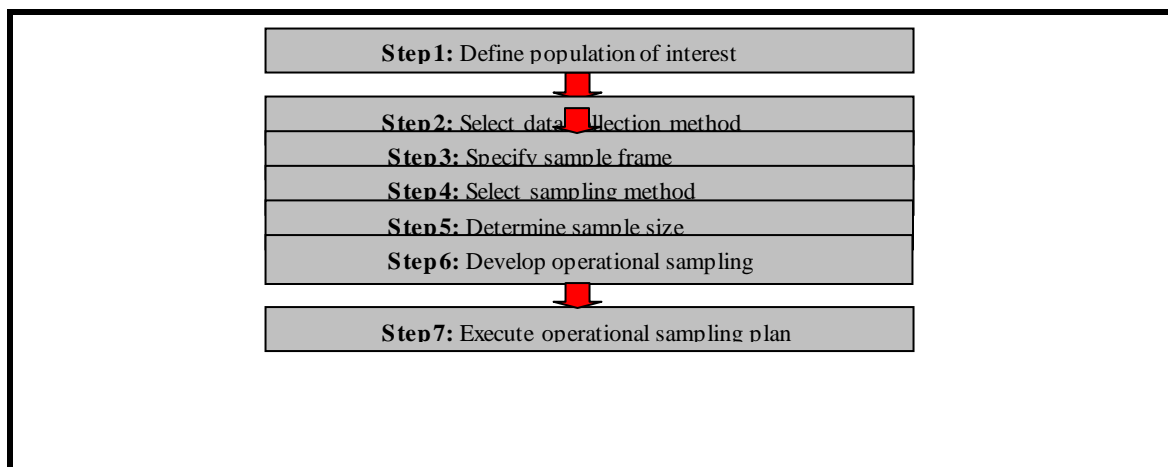 Step1: Define population of interest
Step2: Select data collection method
Step3: Specify sample frame
Step4: Select sampling method
Step5: Determine sample size
Step6: Develop operational sampling
Step7: Execute operational sampling plan